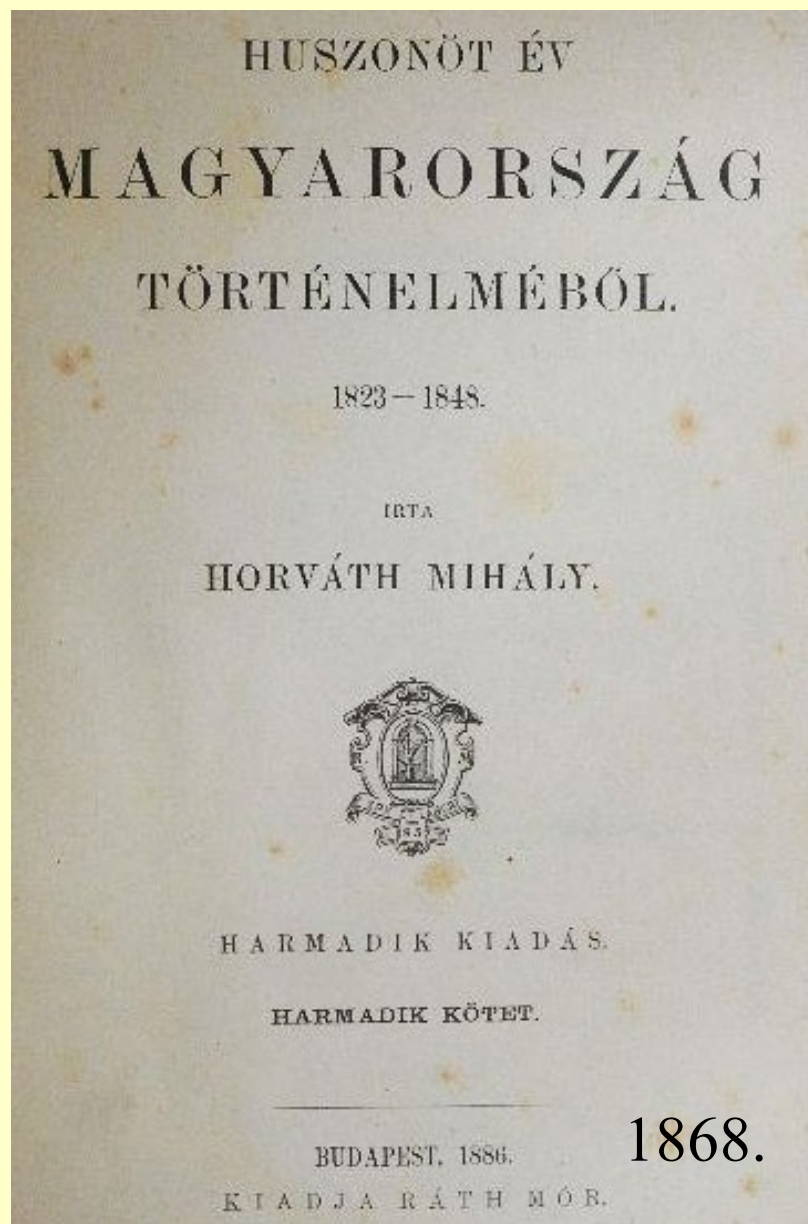 HUSZONÖT ÉV
MAGYARORSZÁG
TÖRTÉNELMÉBŐL.
1823 — 1848.
IRTA
HORVÁTH MIHÁLY.
HARMADIK KIADÁS.
HARMADIK KÖTET.
BUDAPEST, 1886.
1868.
KIADJA RÁTH MÓR.